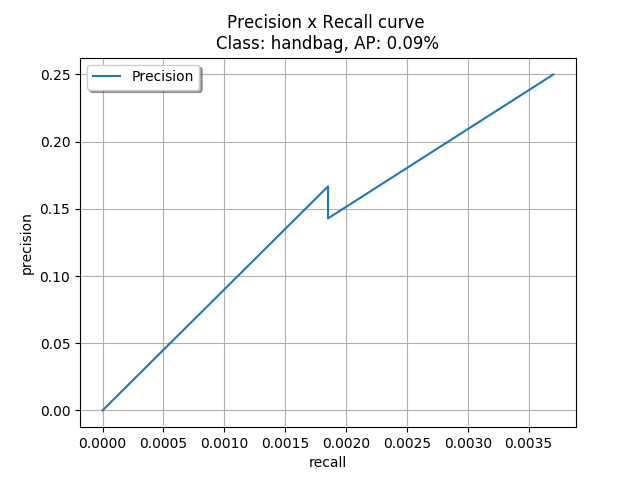 Precision x Recall curve
Class: handbag, AP: 0.09%
Precision
0.25
0.20
0.15
0.10
0.05
0.00
precision
0.0000 0.0005 0.0010 0.0015 0.0020 0.0025 0.0030 0.0035
recall